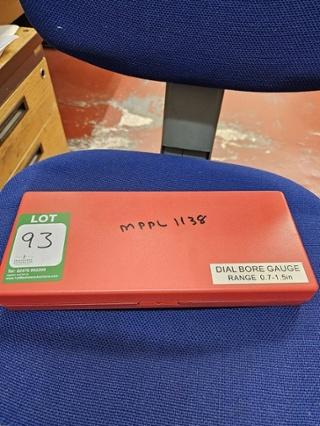 LOT
93
MPPL 1138
DIAL BORE GAUGE
RANGE 0.7-1.5in